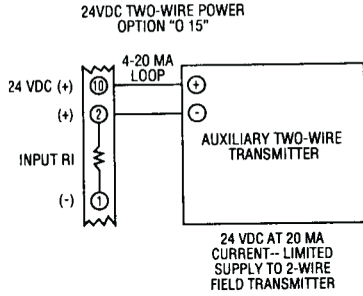 24VDC TWO-WIRE POWER
OPTION "O 15"
4-20 MA
LOOP
24 VDC (+) 10 +
(+) 2 -
AUXILIARY TWO-WIRE
TRANSMITTER
INPUT RI
(-) 1
24 VDC AT 20 MA
CURRENT-- LIMITED
SUPPLY TO 2-WIRE
FIELD TRANSMITTER